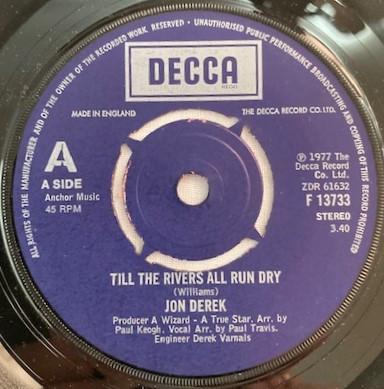 ALL RIGHTS OF THE MANUFACTURER AND OF THE OWNER OF THE RECORDED WORK RESERVED • UNAUTHORISED PUBLIC PERFORMANCE BROADCASTING AND COPYING OF THIS RECORD PROHIBITED
DECCA
REGD
MADE IN ENGLAND
THE DECCA RECORD CO. LTD.
A
A SIDE
Anchor Music
45 RPM
℗ 1977 The
Decca Record
Co. Ltd.
ZDR 61632
F 13733
STEREO
3.40
TILL THE RIVERS ALL RUN DRY
(Williams)
JON DEREK
Producer A Wizard - A True Star. Arr. by
Paul Keogh. Vocal Arr. by Paul Travis.
Engineer Derek Varnals